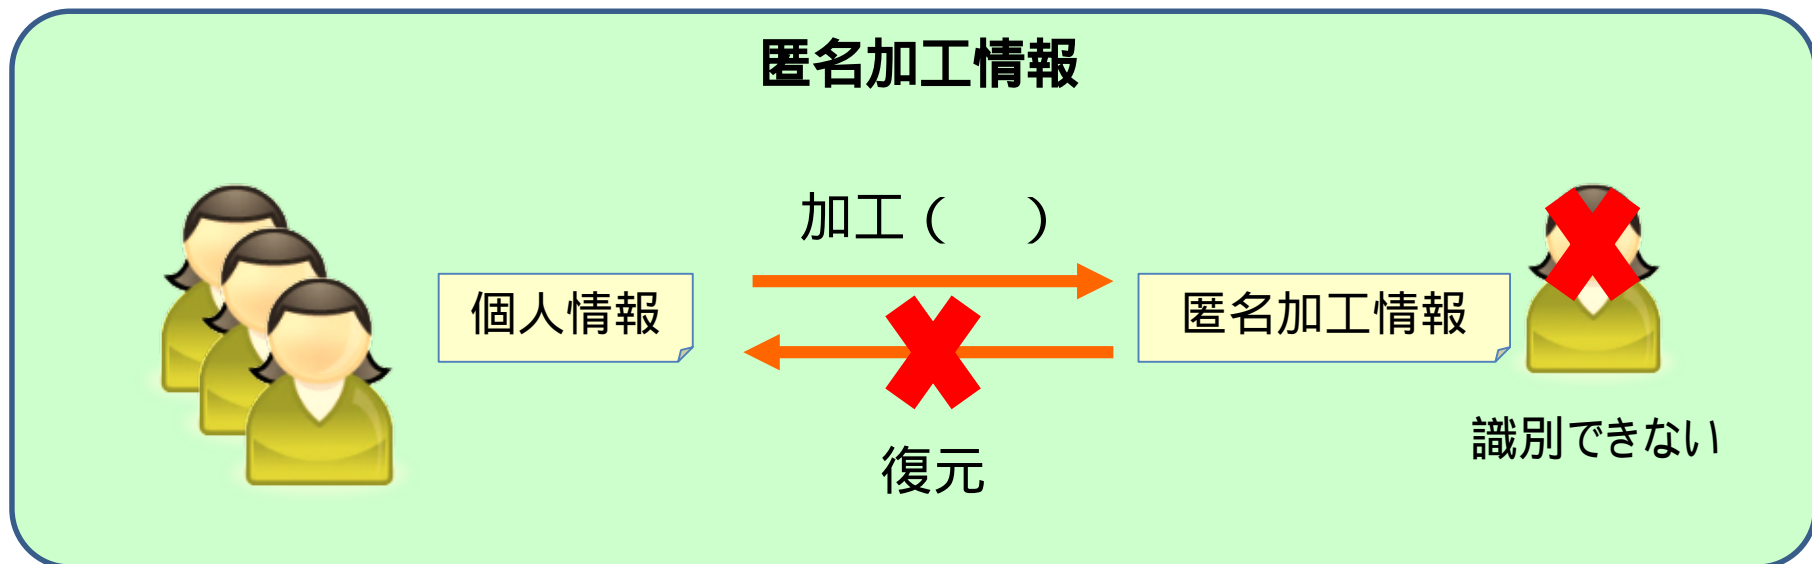 匿名加工情報
加工(　)
個人情報
匿名加工情報
復元
識別できない